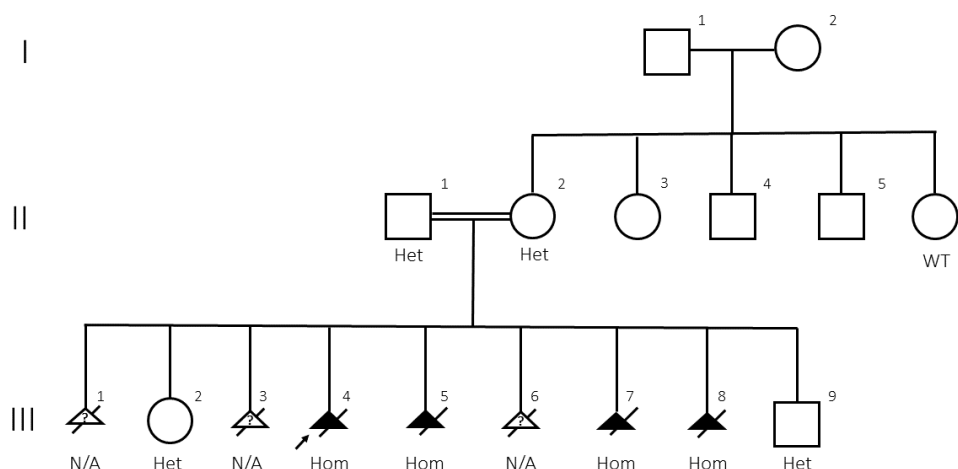 I 1 2
1 2 3 4 5
II
Het Het WT
1 2 3 4 5 6 7 8 9
? ? ?
III
N/A Het N/A Hom Hom N/A Hom Hom Het